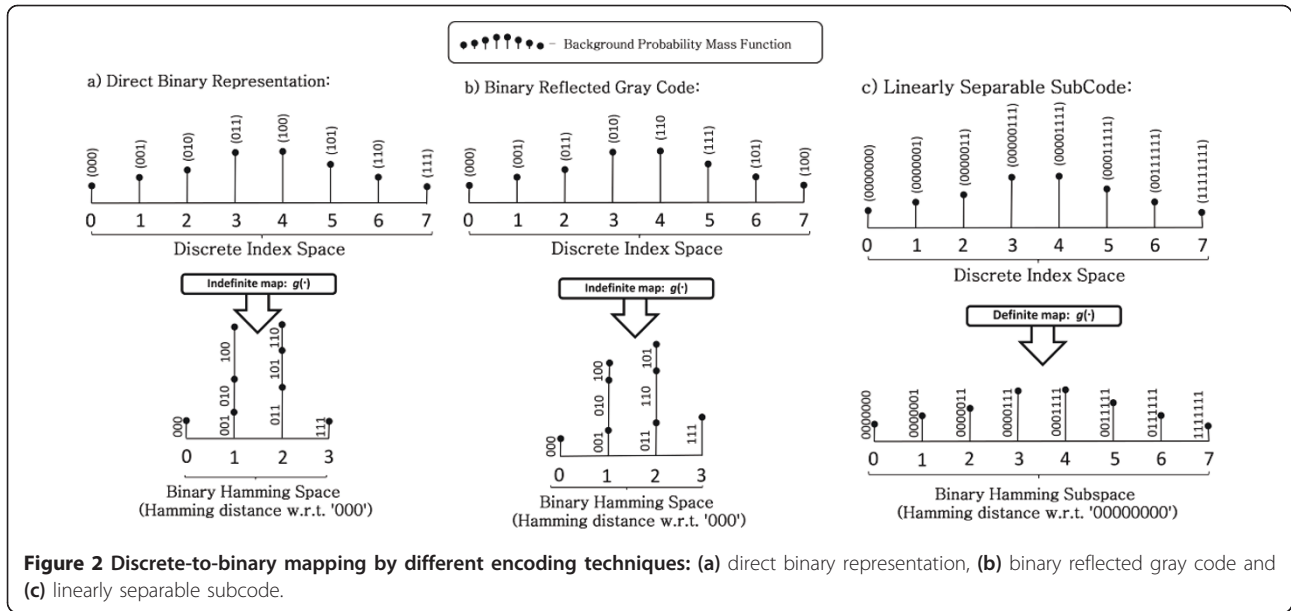 – Background Probability Mass Function
a) Direct Binary Representation:
(000) (001) (010) (011) (100) (101) (110) (111)
0 1 2 3 4 5 6 7
Discrete Index Space
Indefinite map: g(·)
000
001 010 100
011 101 110
111
0 1 2 3
Binary Hamming Space
(Hamming distance w.r.t. '000')
b) Binary Reflected Gray Code:
(000) (001) (011) (010) (110 (111) (101) (100)
0 1 2 3 4 5 6 7
Discrete Index Space
Indefinite map: g(·)
000
001 010 100
011 110 101
111
0 1 2 3
Binary Hamming Space
(Hamming distance w.r.t. '000')
c) Linearly Separable SubCode:
(0000000) (0000001) (0000011) (00000111) (00001111) (00011111) (00111111) (11111111)
0 1 2 3 4 5 6 7
Discrete Index Space
Definite map: g(·)
0000000 0000001 0000011 0000111 0001111 0011111 0111111 1111111
0 1 2 3 4 5 6 7
Binary Hamming Subspace
(Hamming distance w.r.t. '00000000')
Figure 2 Discrete-to-binary mapping by different encoding techniques: (a) direct binary representation, (b) binary reflected gray code and
(c) linearly separable subcode.